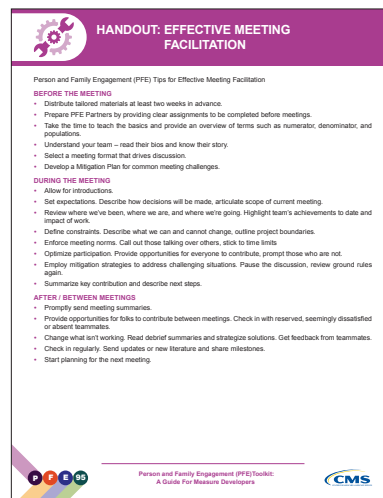 HANDOUT: EFFECTIVE MEETING
FACILITATION
Person and Family Engagement (PFE) Tips for Effective Meeting Facilitation
BEFORE THE MEETING
• Distribute tailored materials at least two weeks in advance.
• Prepare PFE Partners by providing clear assignments to be completed before meetings.
• Take the time to teach the basics and provide an overview of terms such as numerator, denominator, and
populations.
• Understand your team – read their bios and know their story.
• Select a meeting format that drives discussion.
• Develop a Mitigation Plan for common meeting challenges.
DURING THE MEETING
• Allow for introductions.
• Set expectations. Describe how decisions will be made, articulate scope of current meeting.
• Review where we've been, where we are, and where we're going. Highlight team's achievements to date and
impact of work.
• Define constraints. Describe what we can and cannot change, outline project boundaries.
• Enforce meeting norms. Call out those talking over others, stick to time limits
• Optimize participation. Provide opportunities for everyone to contribute, prompt those who are not.
• Employ mitigation strategies to address challenging situations. Pause the discussion, review ground rules
again.
• Summarize key contribution and describe next steps.
AFTER / BETWEEN MEETINGS
• Promptly send meeting summaries.
• Provide opportunities for folks to contribute between meetings. Check in with reserved, seemingly dissatisfied
or absent teammates.
• Change what isn't working. Read debrief summaries and strategize solutions. Get feedback from teammates.
• Check in regularly. Send updates or new literature and share milestones.
• Start planning for the next meeting.
P F E 95
Person and Family Engagement (PFE)Toolkit:
A Guide For Measure Developers
CMS